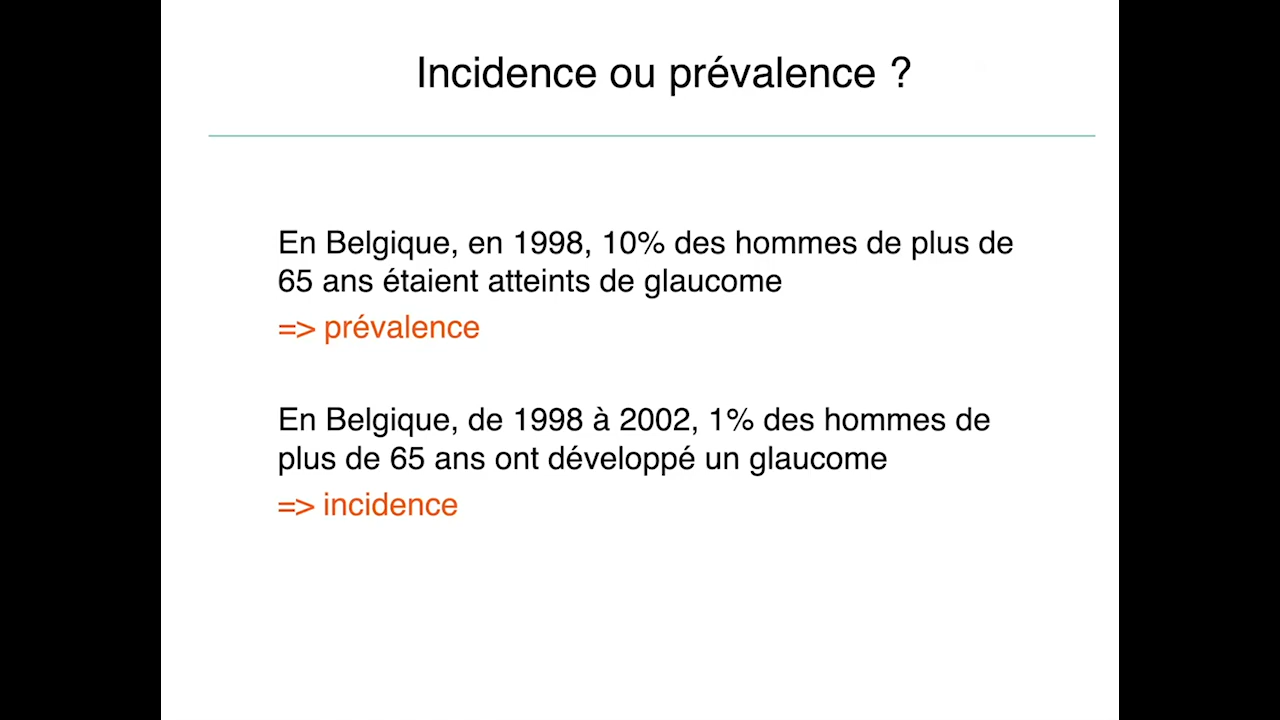 Incidence ou prévalence ?
En Belgique, en 1998, 10% des hommes de plus de
65 ans étaient atteints de glaucome
=> prévalence
En Belgique, de 1998 à 2002, 1% des hommes de
plus de 65 ans ont développé un glaucome
=> incidence